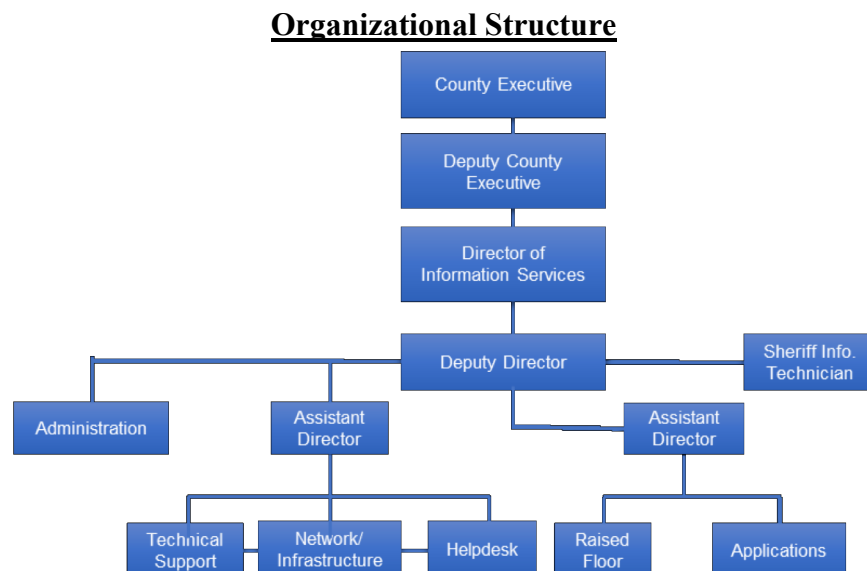 Organizational Structure
County Executive
Deputy County
Executive
Director of
Information Services
Deputy Director
Sheriff Info.
Technician
Administration
Assistant
Director
Assistant
Director
Technical
Support
Network/
Infrastructure
Helpdesk
Raised
Floor
Applications